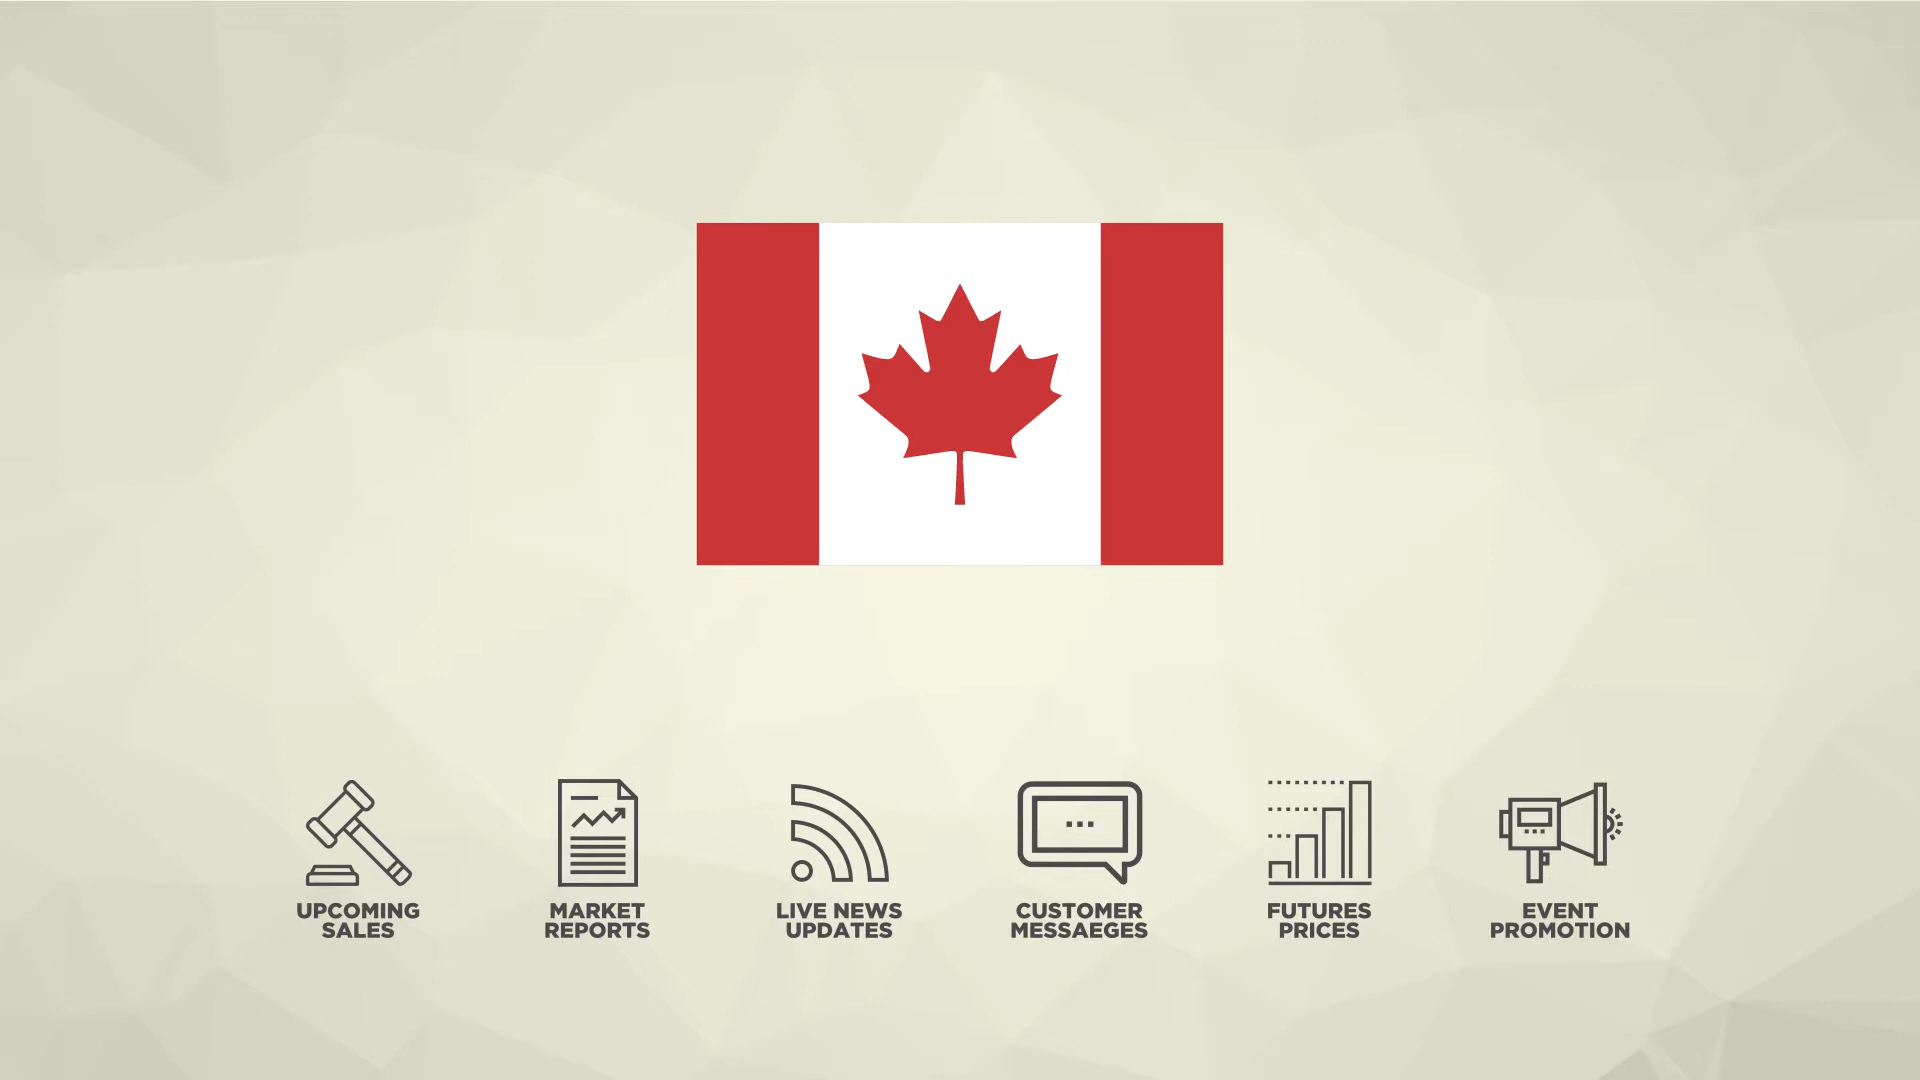 UPCOMING
SALES
MARKET
REPORTS
LIVE NEWS
UPDATES
CUSTOMER
MESSAEGES
FUTURES
PRICES
EVENT
PROMOTION